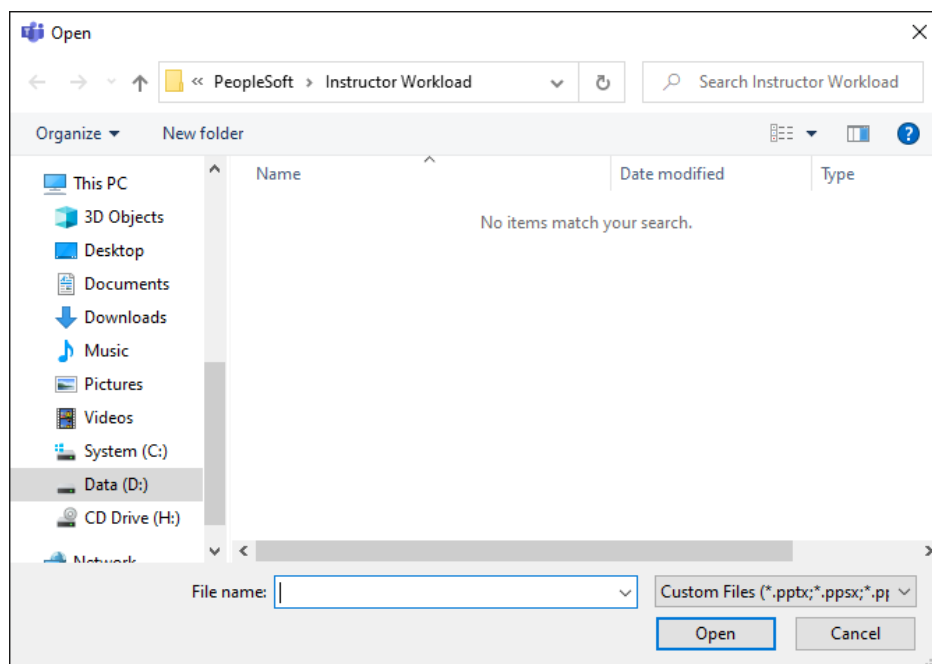 Open
« PeopleSoft › Instructor Workload
Search Instructor Workload
Organize
New folder
?
Name
Date modified
Type
No items match your search.
This PC
3D Objects
Desktop
Documents
Downloads
Music
Pictures
Videos
System (C:)
Data (D:)
CD Drive (H:)
Network
File name:
Custom Files (*.pptx;*.ppsx;*.pp
Open
Cancel